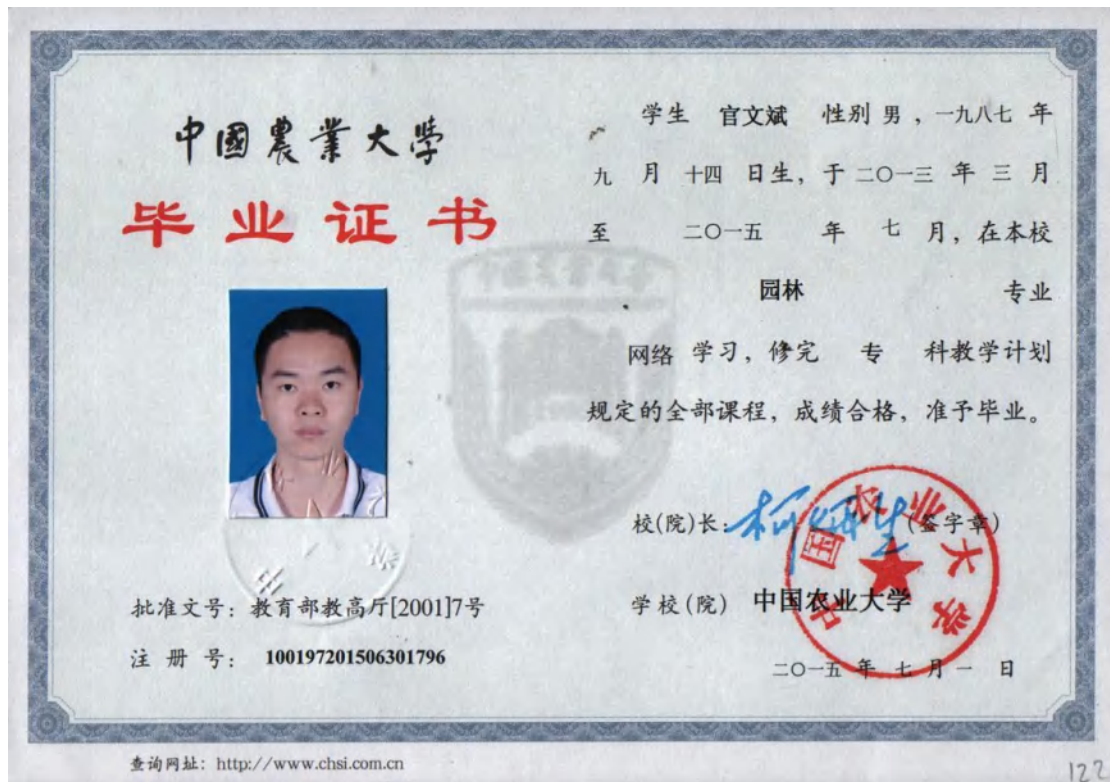 中國農業大學
毕业证书
批准文号：教育部教高厅[2001]7号
注 册 号： 100197201506301796
学生 官文斌 性别 男 ，一九八七 年
九 月 十四 日生，于 二〇一三 年 三 月
至 二〇一五 年 七 月，在本校
园林 专业
网络 学习，修完 专 科教学计划
规定的全部课程，成绩合格，准予毕业。
校(院)长： (签字章)
学校(院) 中国农业大学
中国农业大学
二〇一五 年 七 月 一 日
查询网址：http://www.chsi.com.cn
122